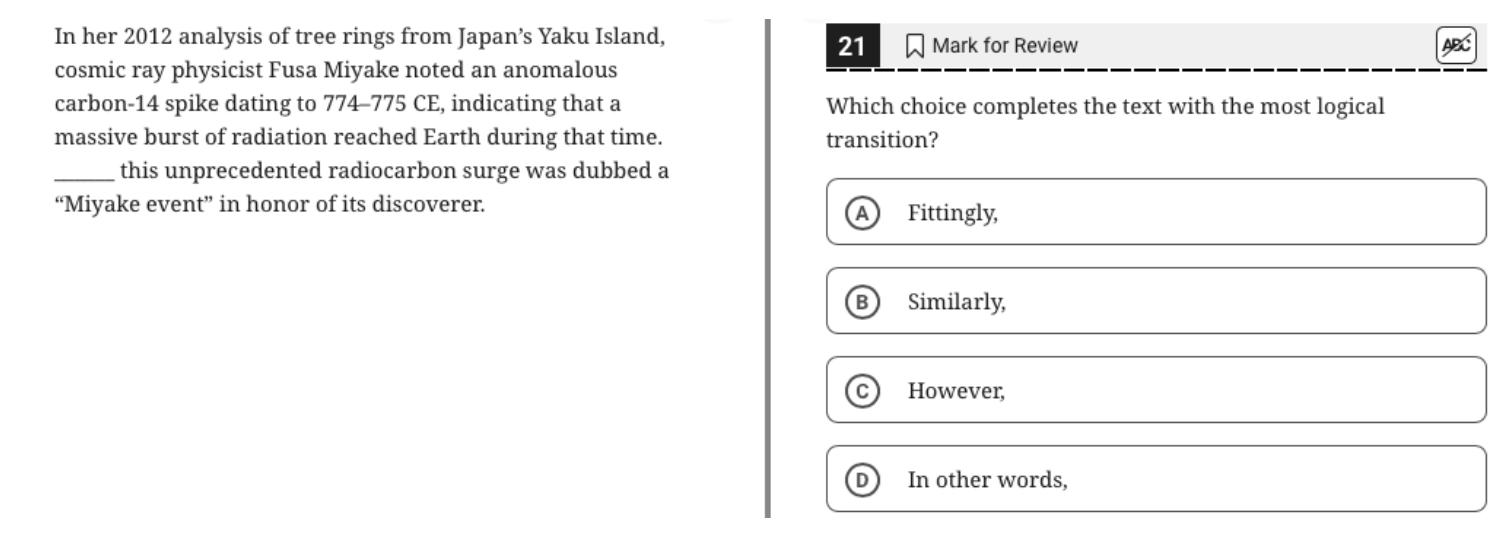 In her 2012 analysis of tree rings from Japan’s Yaku Island,
cosmic ray physicist Fusa Miyake noted an anomalous
carbon-14 spike dating to 774–775 CE, indicating that a
massive burst of radiation reached Earth during that time.
______ this unprecedented radiocarbon surge was dubbed a
“Miyake event” in honor of its discoverer.
21 Mark for Review ABC
Which choice completes the text with the most logical
transition?
A Fittingly,
B Similarly,
C However,
D In other words,